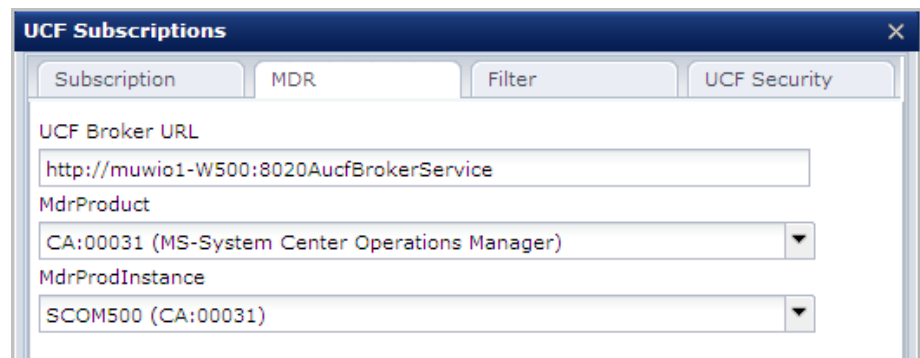 UCF Subscriptions
Subscription MDR Filter UCF Security
UCF Broker URL
http://muwio1-W500:8020AucfBrokerService
MdrProduct
CA:00031 (MS-System Center Operations Manager)
MdrProdInstance
SCOM500 (CA:00031)